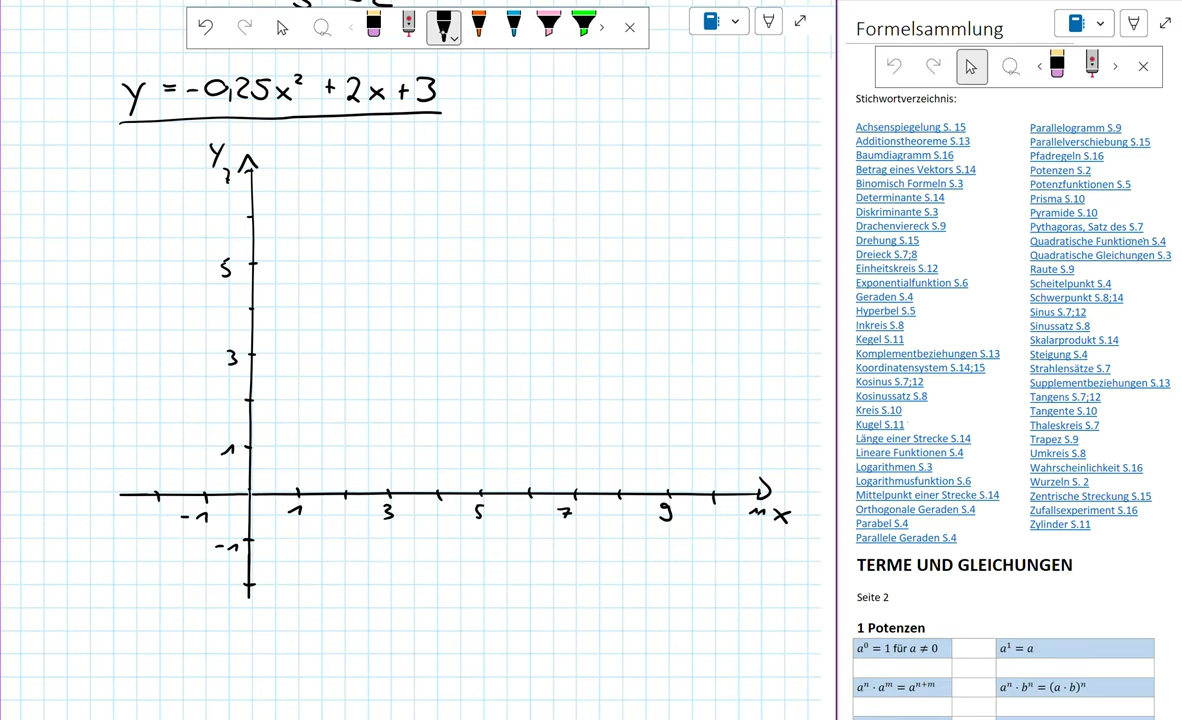 y = -0,25x² + 2x + 3
y
7
5
3
1
-1 1 3 5 7 9 11 x
-1
Formelsammlung
Stichwortverzeichnis:
Achsenspiegelung S. 15
Additionstheoreme S.13
Baumdiagramm S.16
Betrag eines Vektors S.14
Binomisch Formeln S.3
Determinante S.14
Diskriminante S.3
Drachenviereck S.9
Drehung S.15
Dreieck S.7;8
Einheitskreis S.12
Exponentialfunktion S.6
Geraden S.4
Hyperbel S.5
Inkreis S.8
Kegel S.11
Komplementbeziehungen S.13
Koordinatensystem S.14;15
Kosinus S.7;12
Kosinussatz S.8
Kreis S.10
Kugel S.11
Länge einer Strecke S.14
Lineare Funktionen S.4
Logarithmen S.3
Logarithmusfunktion S.6
Mittelpunkt einer Strecke S.14
Orthogonale Geraden S.4
Parabel S.4
Parallele Geraden S.4
Parallelogramm S.9
Parallelverschiebung S.15
Pfadregeln S.16
Potenzen S.2
Potenzfunktionen S.5
Prisma S.10
Pyramide S.10
Pythagoras, Satz des S.7
Quadratische Funktionen S.4
Quadratische Gleichungen S.3
Raute S.9
Scheitelpunkt S.4
Schwerpunkt S.8;14
Sinus S.7;12
Sinussatz S.8
Skalarprodukt S.14
Steigung S.4
Strahlensätze S.7
Supplementbeziehungen S.13
Tangens S.7;12
Tangente S.10
Thaleskreis S.7
Trapez S.9
Umkreis S.8
Wahrscheinlichkeit S.16
Wurzeln S. 2
Zentrische Streckung S.15
Zufallsexperiment S.16
Zylinder S.11
TERME UND GLEICHUNGEN
Seite 2
1 Potenzen
a⁰ = 1 für a ≠ 0 a¹ = a
aⁿ · aᵐ = aⁿ⁺ᵐ aⁿ · bⁿ = (a · b)ⁿ